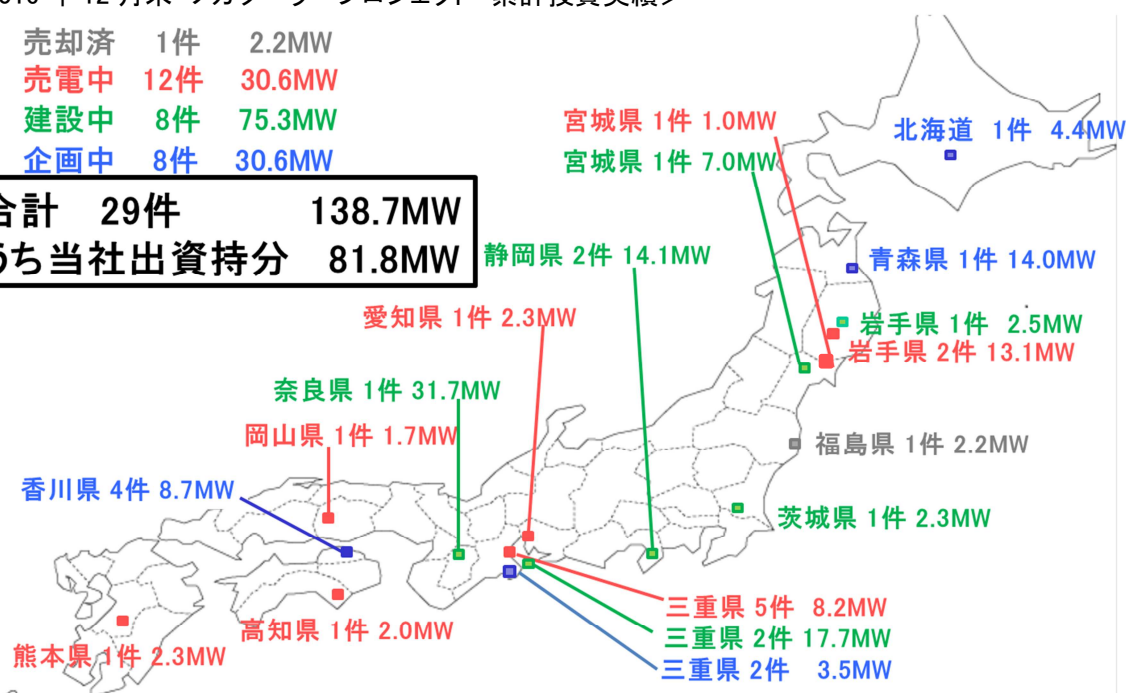 売却済 1件 2.2MW
売電中 12件 30.6MW
建設中 8件 75.3MW
企画中 8件 30.6MW
合計 29件 138.7MW
うち当社出資持分 81.8MW
宮城県 1件 1.0MW
宮城県 1件 7.0MW
北海道 1件 4.4MW
静岡県 2件 14.1MW
青森県 1件 14.0MW
愛知県 1件 2.3MW
岩手県 1件 2.5MW
岩手県 2件 13.1MW
奈良県 1件 31.7MW
岡山県 1件 1.7MW
福島県 1件 2.2MW
香川県 4件 8.7MW
茨城県 1件 2.3MW
三重県 5件 8.2MW
高知県 1件 2.0MW
三重県 2件 17.7MW
熊本県 1件 2.3MW
三重県 2件 3.5MW